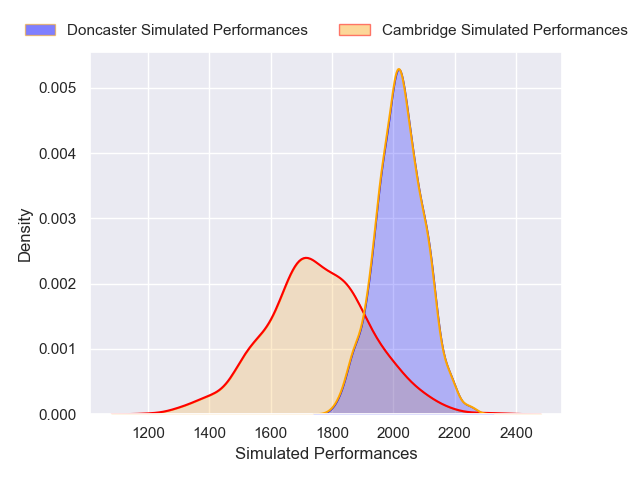 Doncaster Simulated Performances
Cambridge Simulated Performances
Density
0.005
0.004
0.003
0.002
0.001
0.000
1200 1400 1600 1800 2000 2200 2400
Simulated Performances